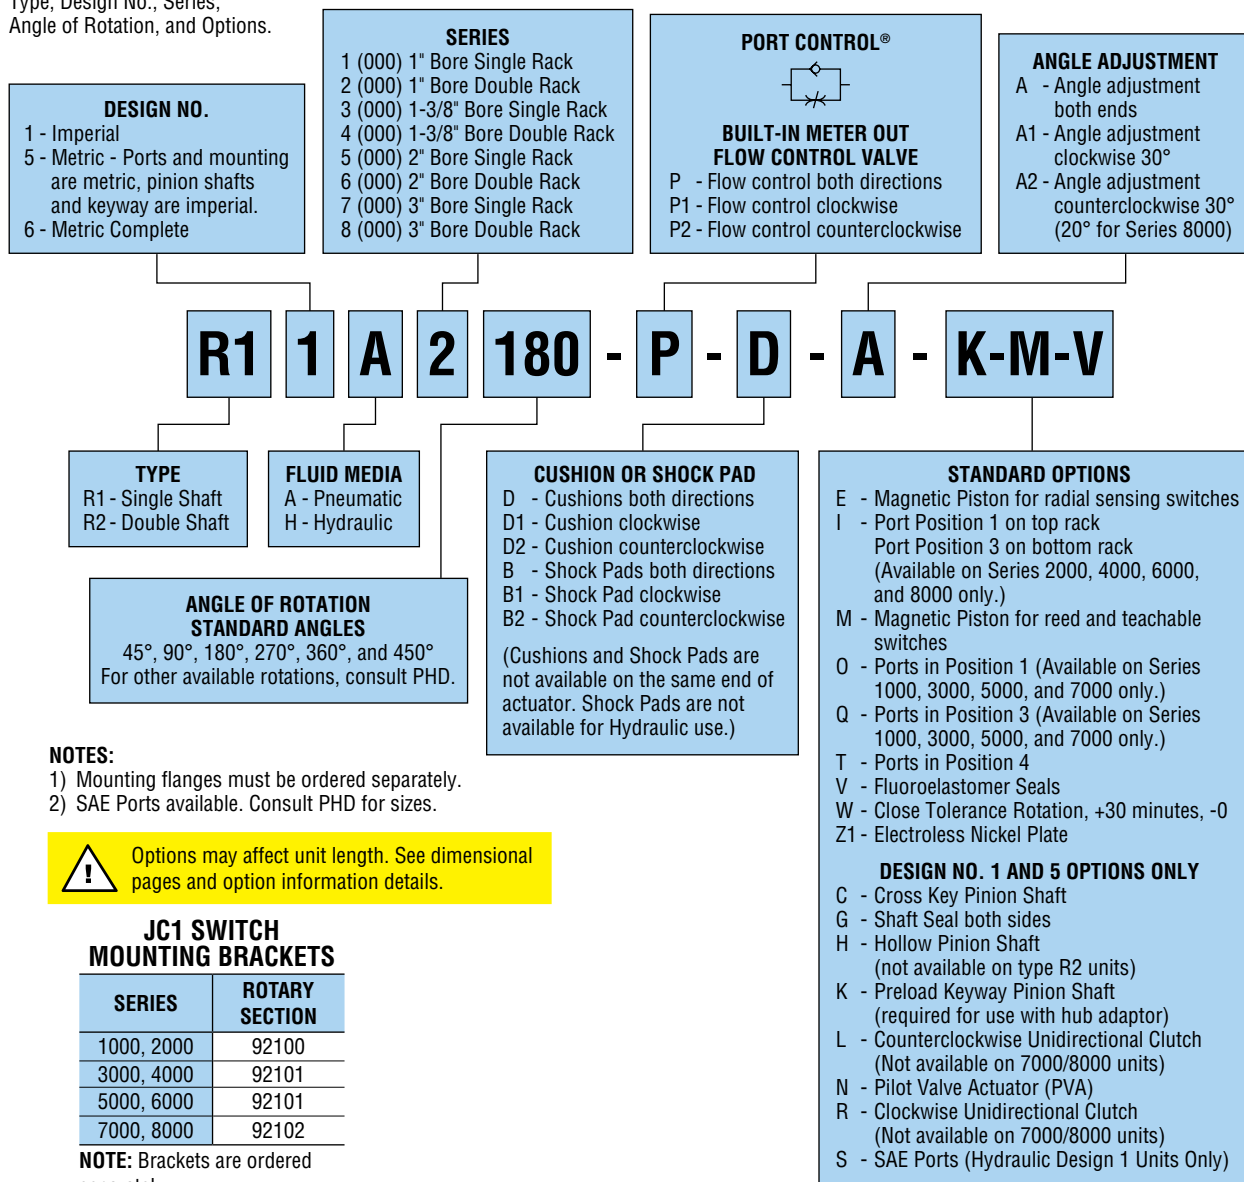 Type, Design No., Series,
Angle of Rotation, and Options.
DESIGN NO.
1 - Imperial
5 - Metric - Ports and mounting
are metric, pinion shafts
and keyway are imperial.
6 - Metric Complete
SERIES
1 (000) 1" Bore Single Rack
2 (000) 1" Bore Double Rack
3 (000) 1-3/8" Bore Single Rack
4 (000) 1-3/8" Bore Double Rack
5 (000) 2" Bore Single Rack
6 (000) 2" Bore Double Rack
7 (000) 3" Bore Single Rack
8 (000) 3" Bore Double Rack
PORT CONTROL®
BUILT-IN METER OUT
FLOW CONTROL VALVE
P - Flow control both directions
P1 - Flow control clockwise
P2 - Flow control counterclockwise
ANGLE ADJUSTMENT
A - Angle adjustment
both ends
A1 - Angle adjustment
clockwise 30°
A2 - Angle adjustment
counterclockwise 30°
(20° for Series 8000)
R1 1 A 2 180 - P - D - A - K-M-V
TYPE
R1 - Single Shaft
R2 - Double Shaft
FLUID MEDIA
A - Pneumatic
H - Hydraulic
ANGLE OF ROTATION
STANDARD ANGLES
45°, 90°, 180°, 270°, 360°, and 450°
For other available rotations, consult PHD.
CUSHION OR SHOCK PAD
D - Cushions both directions
D1 - Cushion clockwise
D2 - Cushion counterclockwise
B - Shock Pads both directions
B1 - Shock Pad clockwise
B2 - Shock Pad counterclockwise
(Cushions and Shock Pads are
not available on the same end of
actuator. Shock Pads are not
available for Hydraulic use.)
STANDARD OPTIONS
E - Magnetic Piston for radial sensing switches
I - Port Position 1 on top rack
Port Position 3 on bottom rack
(Available on Series 2000, 4000, 6000,
and 8000 only.)
M - Magnetic Piston for reed and teachable
switches
O - Ports in Position 1 (Available on Series
1000, 3000, 5000, and 7000 only.)
Q - Ports in Position 3 (Available on Series
1000, 3000, 5000, and 7000 only.)
T - Ports in Position 4
V - Fluoroelastomer Seals
W - Close Tolerance Rotation, +30 minutes, -0
Z1 - Electroless Nickel Plate
DESIGN NO. 1 AND 5 OPTIONS ONLY
C - Cross Key Pinion Shaft
G - Shaft Seal both sides
H - Hollow Pinion Shaft
(not available on type R2 units)
K - Preload Keyway Pinion Shaft
(required for use with hub adaptor)
L - Counterclockwise Unidirectional Clutch
(Not available on 7000/8000 units)
N - Pilot Valve Actuator (PVA)
R - Clockwise Unidirectional Clutch
(Not available on 7000/8000 units)
S - SAE Ports (Hydraulic Design 1 Units Only)
NOTES:
1) Mounting flanges must be ordered separately.
2) SAE Ports available. Consult PHD for sizes.
! Options may affect unit length. See dimensional
pages and option information details.
JC1 SWITCH
MOUNTING BRACKETS
SERIES ROTARY
SECTION
1000, 2000 92100
3000, 4000 92101
5000, 6000 92101
7000, 8000 92102
NOTE: Brackets are ordered